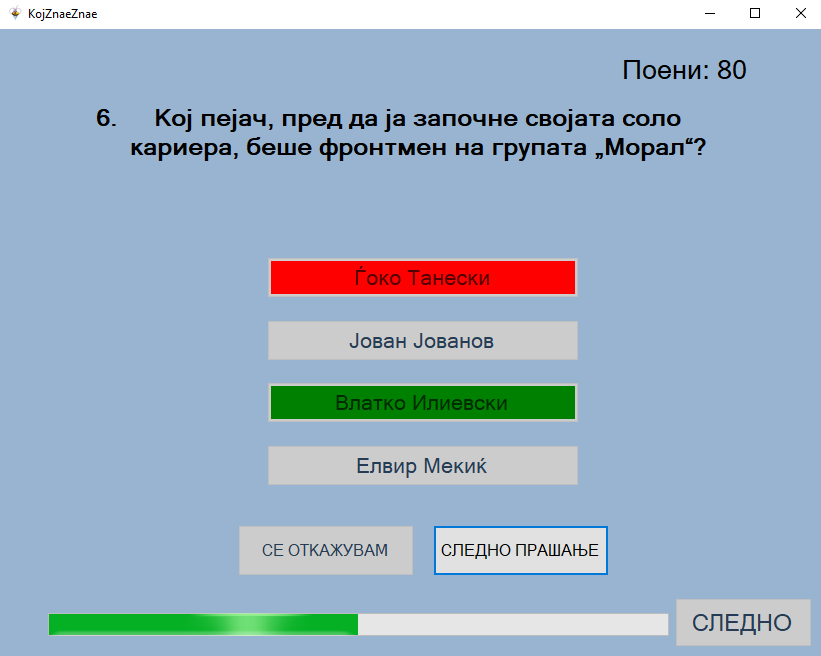 KojZnaeZnae
Поени: 80
6. Кој пејач, пред да ја започне својата соло
кариера, беше фронтмен на групата „Морал“?
Ѓоко Танески
Јован Јованов
Влатко Илиевски
Елвир Мекиќ
СЕ ОТКАЖУВАМ
СЛЕДНО ПРАШАЊЕ
СЛЕДНО